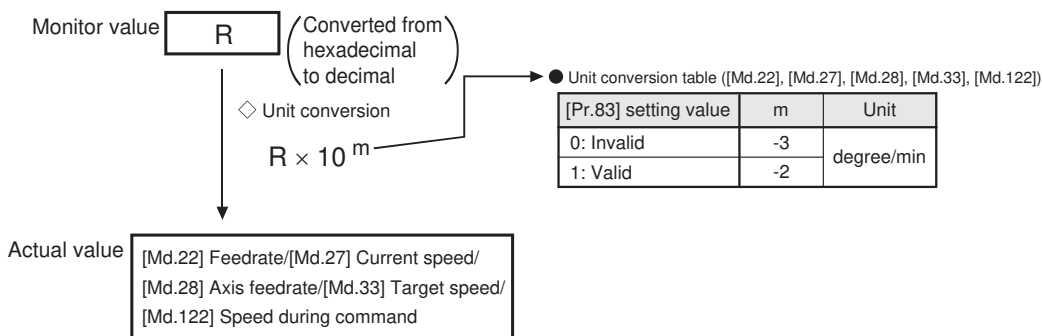 Monitor value
R
(Converted from
hexadecimal
to decimal)
◇ Unit conversion
R × 10 m
● Unit conversion table ([Md.22], [Md.27], [Md.28], [Md.33], [Md.122])
[Pr.83] setting value m Unit
0: Invalid -3 degree/min
1: Valid -2
Actual value
[Md.22] Feedrate/[Md.27] Current speed/
[Md.28] Axis feedrate/[Md.33] Target speed/
[Md.122] Speed during command